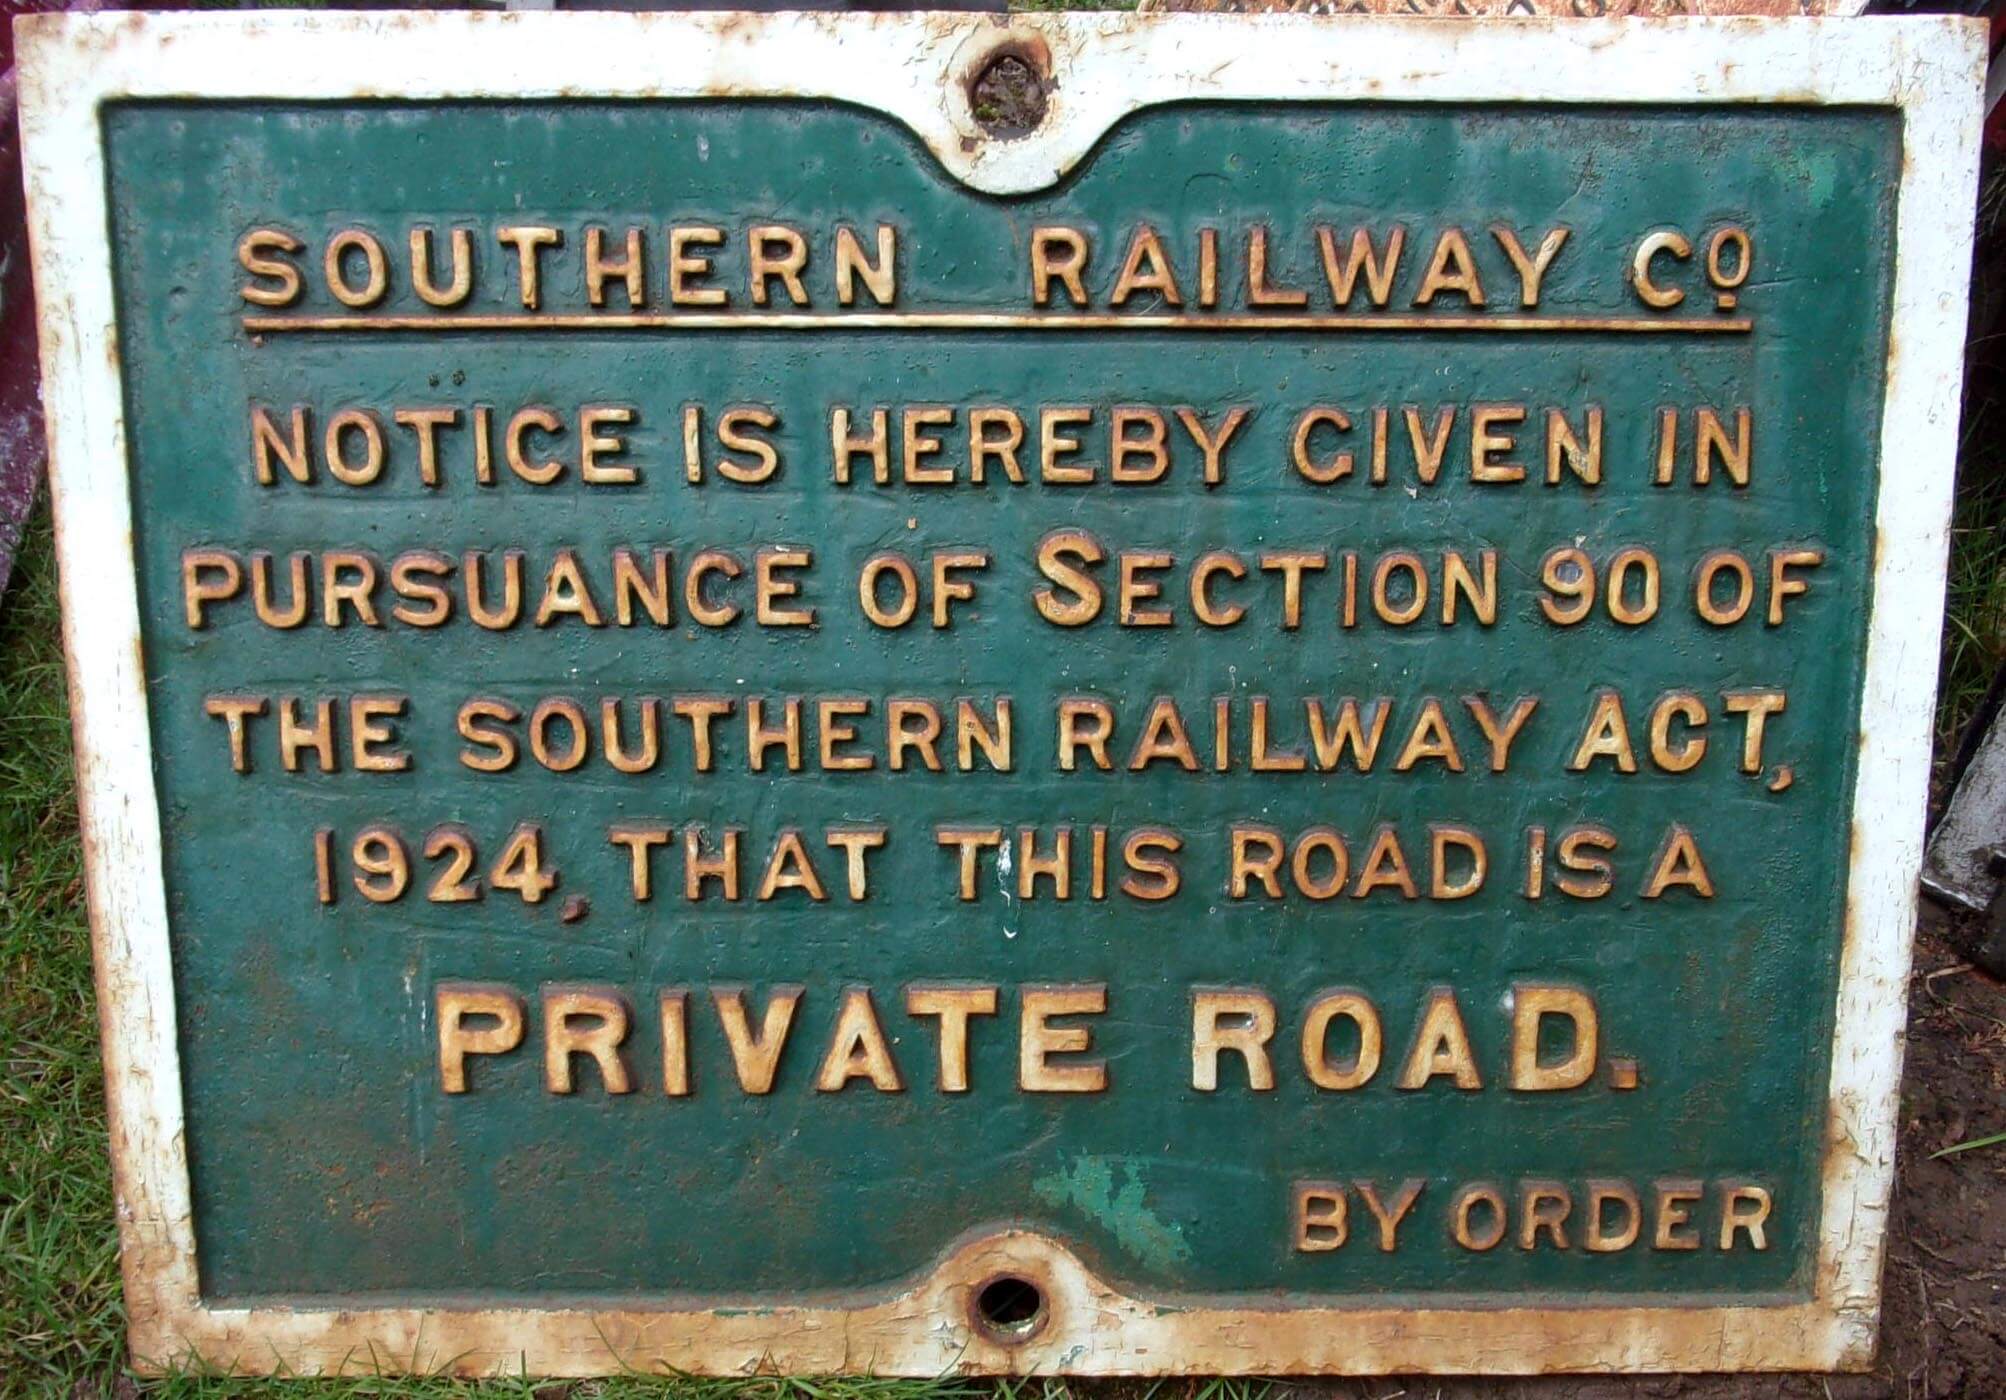 SOUTHERN RAILWAY Cº
NOTICE IS HEREBY GIVEN IN
PURSUANCE OF SECTION 90 OF
THE SOUTHERN RAILWAY ACT,
1924, THAT THIS ROAD IS A
PRIVATE ROAD.
BY ORDER